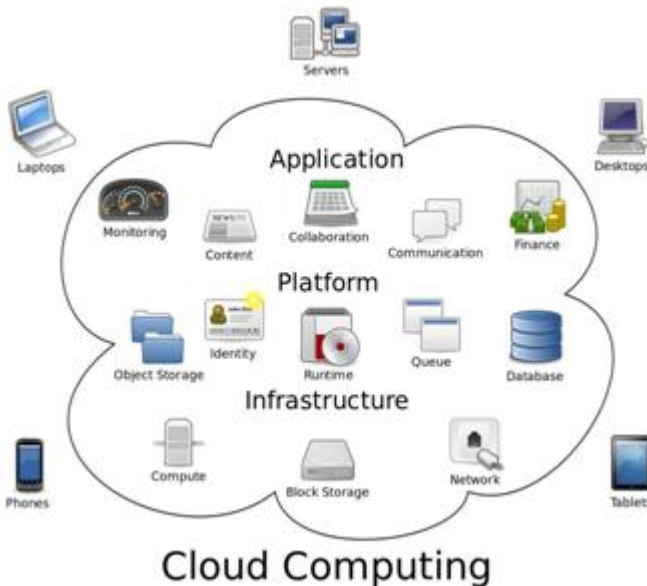 Servers
Laptops
Desktops
Application
Monitoring
NEWS
Content
Collaboration
Communication
Finance
Platform
Object Storage
Identity
Runtime
Queue
Database
Infrastructure
Compute
Block Storage
Network
Phones
Tablets
Cloud Computing